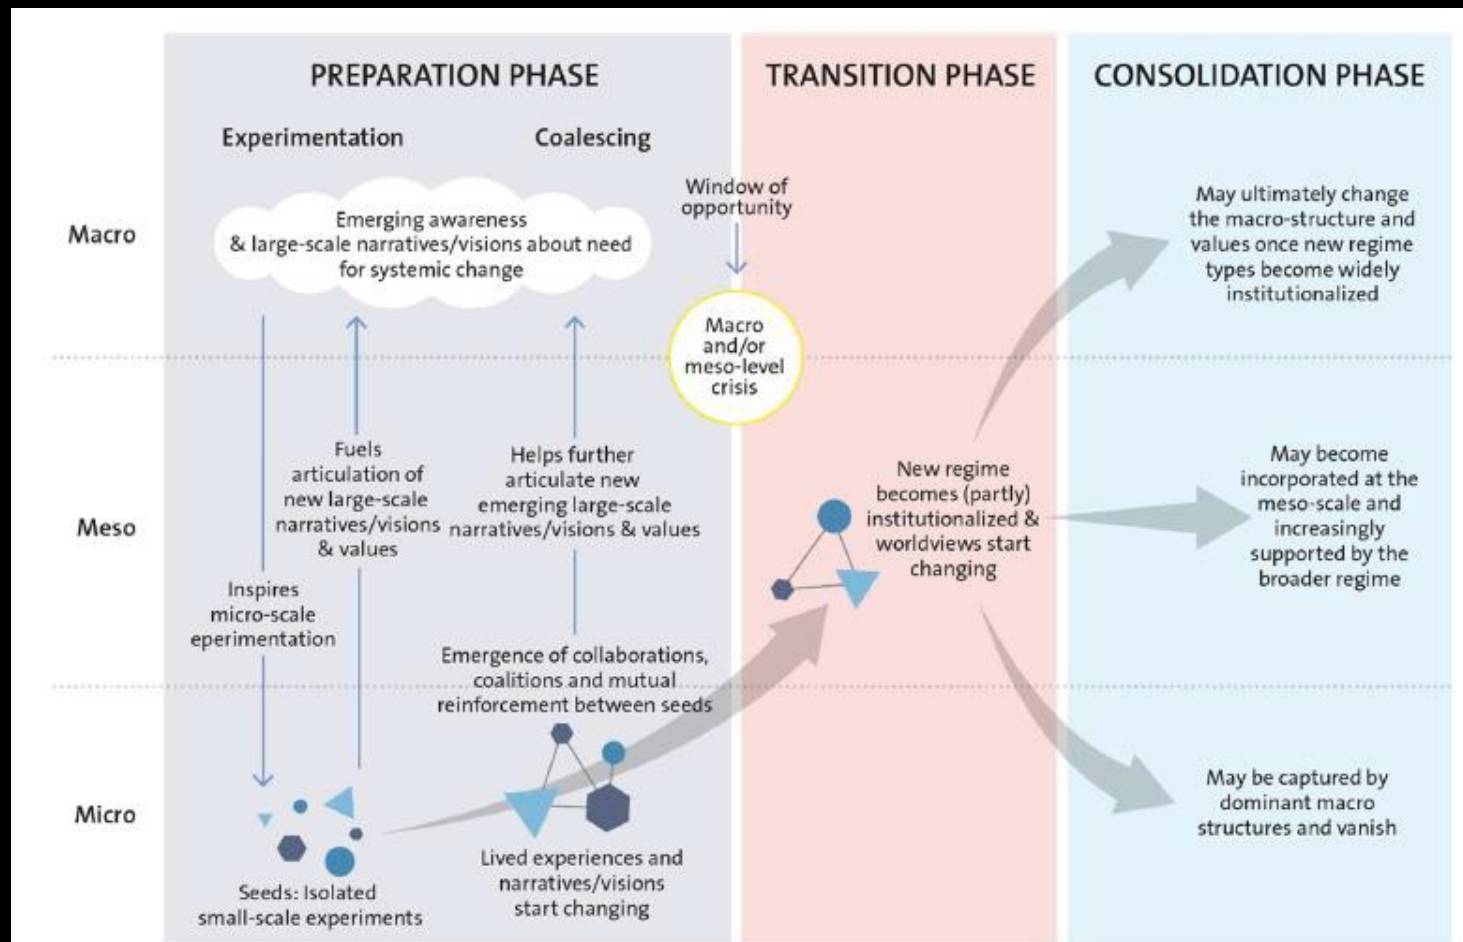 PREPARATION PHASE
TRANSITION PHASE
CONSOLIDATION PHASE
Experimentation
Coalescing
Macro
Emerging awareness
& large-scale narratives/visions about need
for systemic change
Window of
opportunity
May ultimately change
the macro-structure and
values once new regime
types become widely
institutionalized
Macro
and/or
meso-level
crisis
Meso
Fuels
articulation of
new large-scale
narratives/visions
& values
Helps further
articulate new
emerging large-scale
narratives/visions & values
New regime
becomes (partly)
institutionalized &
worldviews start
changing
May become
incorporated at the
meso-scale and
increasingly
supported by the
broader regime
Inspires
micro-scale
eperimentation
Emergence of collaborations,
coalitions and mutual
reinforcement between seeds
Micro
Seeds: Isolated
small-scale experiments
Lived experiences and
narratives/visions
start changing
May be captured by
dominant macro
structures and vanish